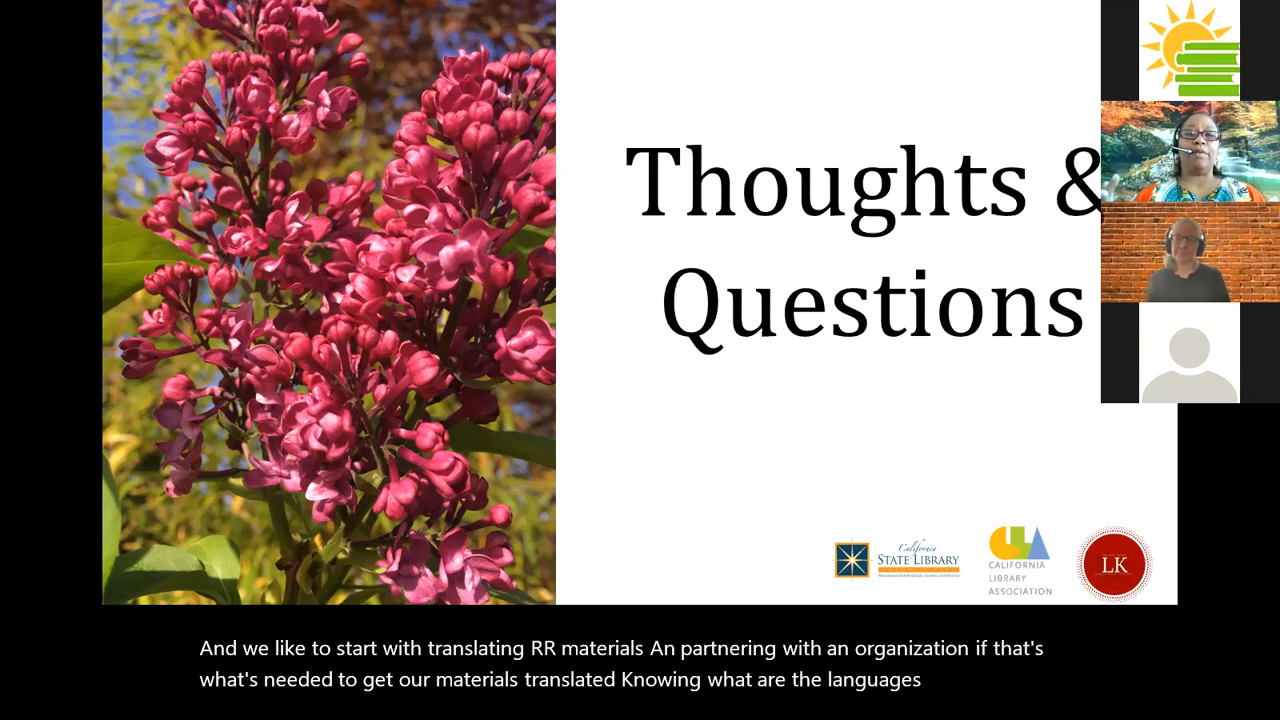 Thoughts &
Questions
California
STATE LIBRARY
CLA
CALIFORNIA
LIBRARY
ASSOCIATION
LK
And we like to start with translating RR materials An partnering with an organization if that's
what's needed to get our materials translated Knowing what are the languages